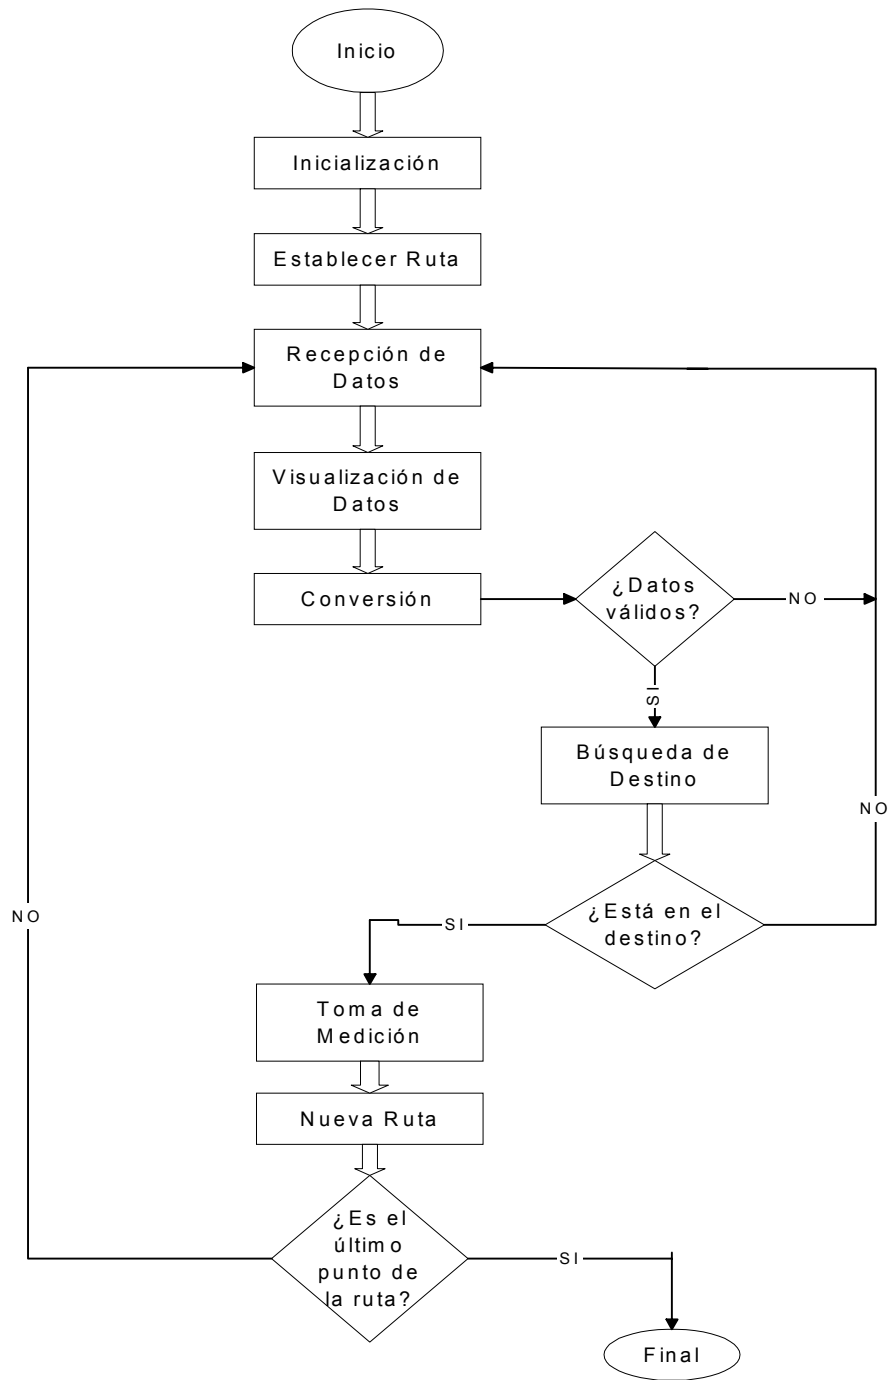 Inicio
Inicialización
Establecer Ruta
Recepción de
Datos
Visualización de
Datos
Conversión
¿Datos
válidos?
NO
SI
Búsqueda de
Destino
NO
¿Está en el
destino?
SI
NO
Toma de
Medición
Nueva Ruta
¿Es el
último
punto de
la ruta?
SI
Final